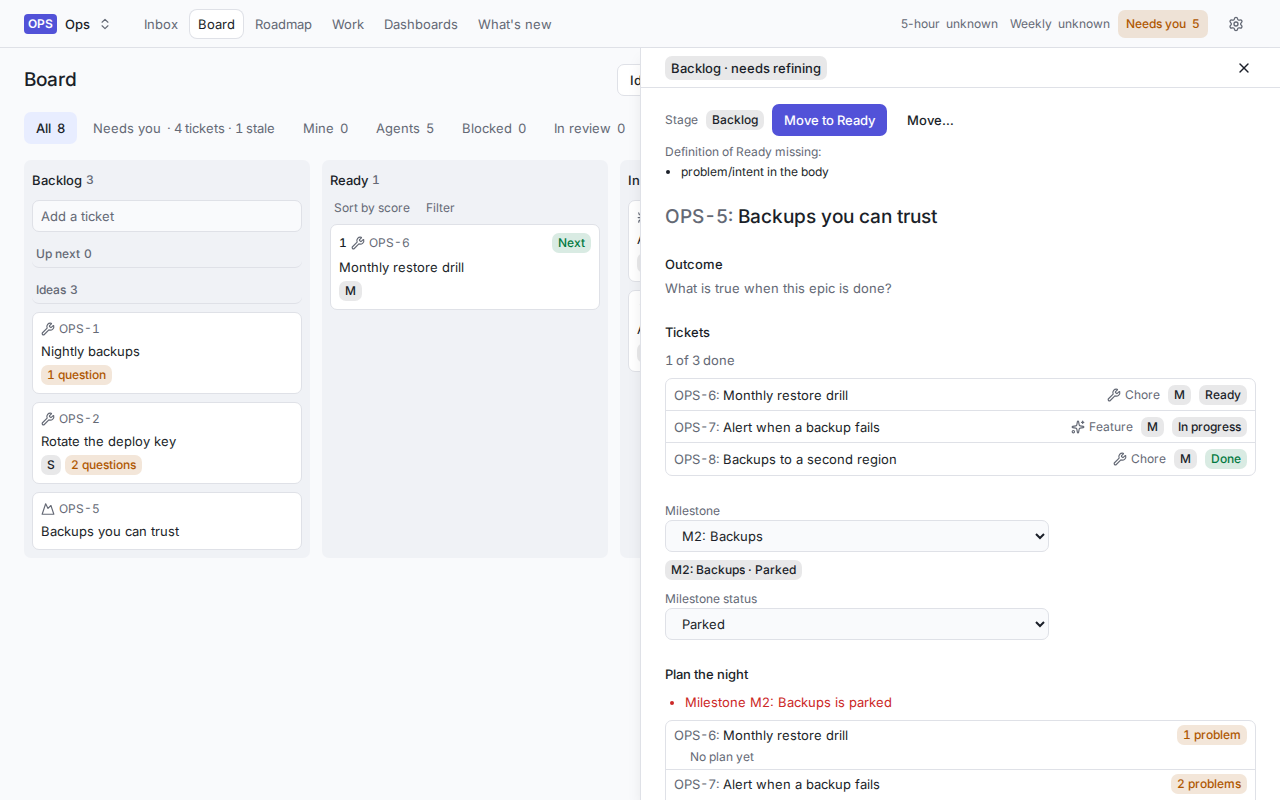 OPS Ops Inbox Board Roadmap Work Dashboards What's new 5-hour unknown Weekly unknown Needs you 5
Board
All 8 Needs you · 4 tickets · 1 stale Mine 0 Agents 5 Blocked 0 In review 0
Backlog 3
Add a ticket
Up next 0
Ideas 3
OPS-1
Nightly backups
1 question
OPS-2
Rotate the deploy key
S 2 questions
OPS-5
Backups you can trust
Ready 1
Sort by score Filter
1 OPS-6 Next
Monthly restore drill
M
Backlog · needs refining
Stage Backlog Move to Ready Move...
Definition of Ready missing:
• problem/intent in the body
OPS-5: Backups you can trust
Outcome
What is true when this epic is done?
Tickets
1 of 3 done
OPS-6: Monthly restore drill Chore M Ready
OPS-7: Alert when a backup fails Feature M In progress
OPS-8: Backups to a second region Chore M Done
Milestone
M2: Backups
M2: Backups · Parked
Milestone status
Parked
Plan the night
• Milestone M2: Backups is parked
OPS-6: Monthly restore drill 1 problem
No plan yet
OPS-7: Alert when a backup fails 2 problems